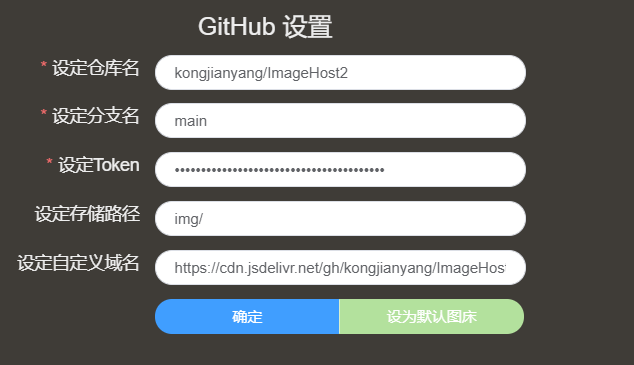 GitHub 设置
* 设定仓库名 kongjianyang/ImageHost2
* 设定分支名 main
* 设定Token ••••••••••••••••••••••••••••••••••••••••
设定存储路径 img/
设定自定义域名 https://cdn.jsdelivr.net/gh/kongjianyang/ImageHos
确定 设为默认图床